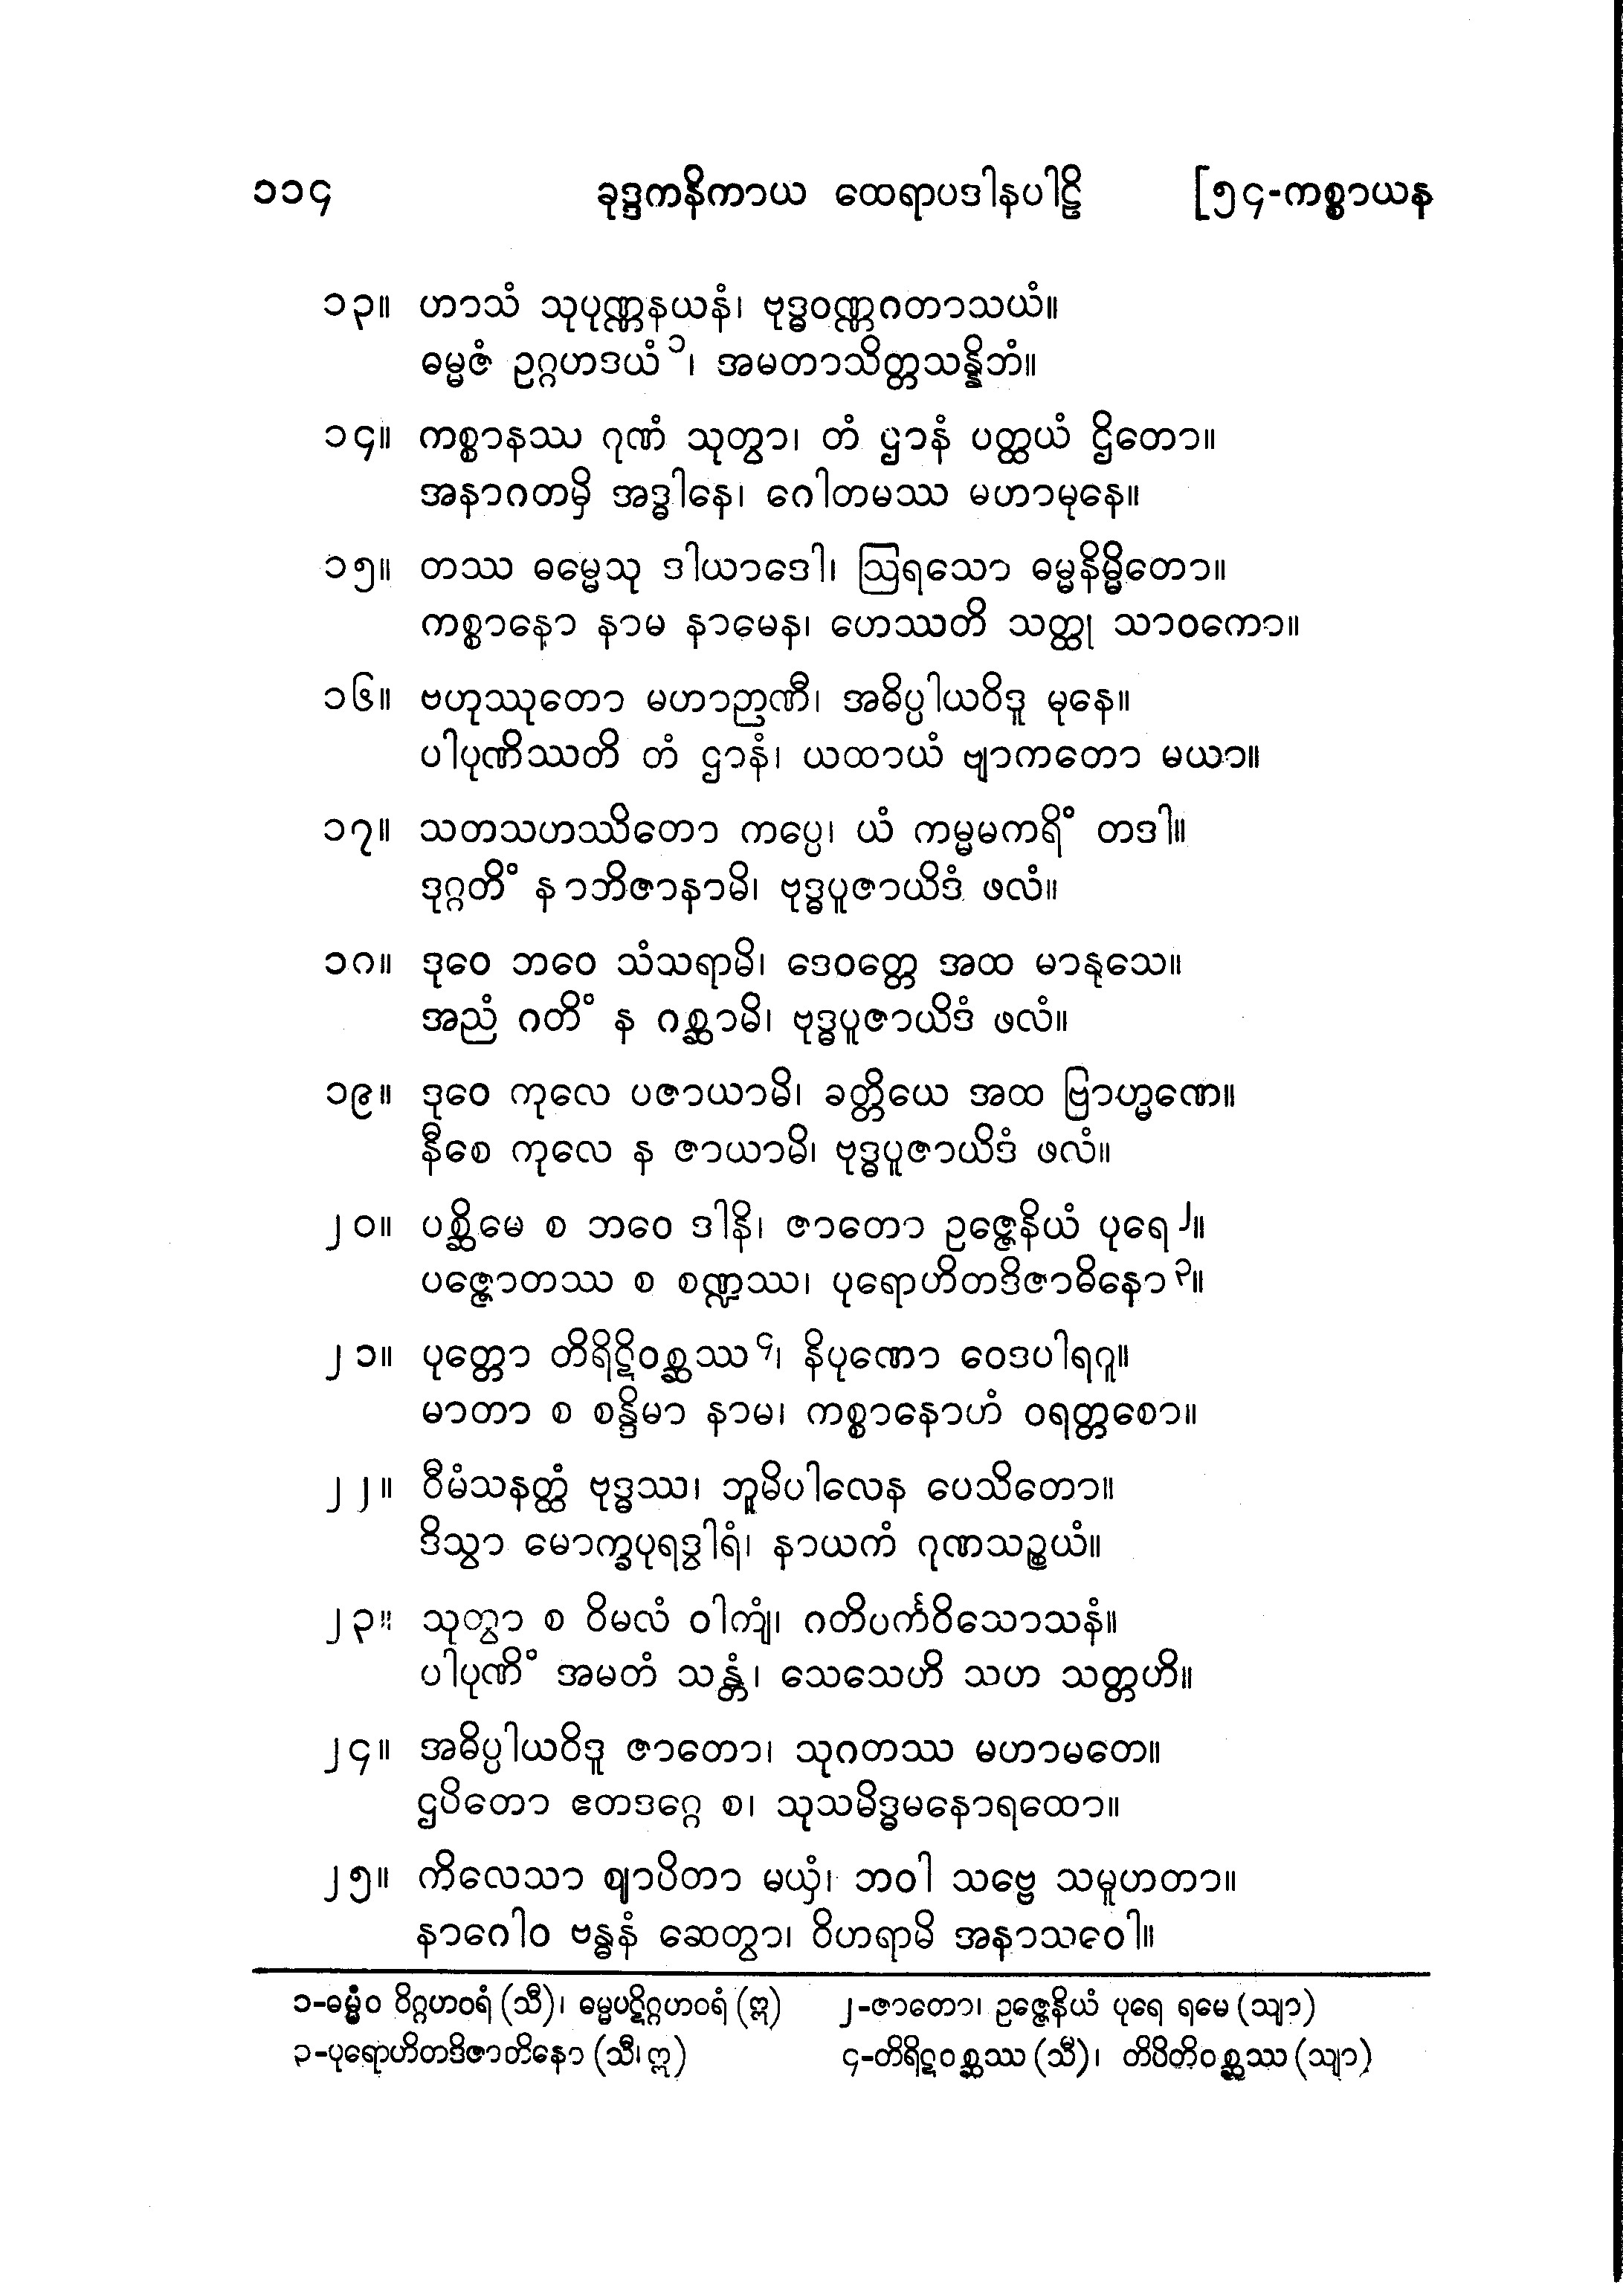 ၁၁၄ ခုဒ္ဒကနိကာယ ထေရာပဒါနပါဠိ [၅၄-ကစ္စာယန
၁၃။ ဟာသံ သုပုဏ္ဏနယနံ၊ ဗုဒ္ဓဝဏ္ဏဂတာသယံ။
ဓမ္မဇံ ဥဂ္ဂဟဒယံ ၁၊ အမတာသိတ္တသန္နိဘံ။
၁၄။ ကစ္စာနဿ ဂုဏံ သုတွာ၊ တံ ဌာနံ ပတ္ထယံ ဌိတော။
အနာဂတမှိ အဒ္ဓါနေ၊ ဂေါတမဿ မဟာမုနေ။
၁၅။ တဿ ဓမ္မေသု ဒါယာဒေါ၊ ဩရသော ဓမ္မနိမ္မိတော။
ကစ္စာနော နာမ နာမေန၊ ဟေဿတိ သတ္ထု သာဝကော။
၁၆။ ဗဟုဿုတော မဟာဉာဏီ၊ အဓိပ္ပါယဝိဒူ မုနေ။
ပါပုဏိဿတိ တံ ဌာနံ၊ ယထာယံ ဗျာကတော မယာ။
၁၇။ သတသဟဿိတော ကပ္ပေ၊ ယံ ကမ္မမကရိံ တဒါ။
ဒုဂ္ဂတိံ နာဘိဇာနာမိ၊ ဗုဒ္ဓပူဇာယိဒံ ဖလံ။
၁၈။ ဒုဝေ ဘဝေ သံသရာမိ၊ ဒေဝတ္တေ အထ မာနုသေ။
အညံ ဂတိံ န ဂစ္ဆာမိ၊ ဗုဒ္ဓပူဇာယိဒံ ဖလံ။
၁၉။ ဒုဝေ ကုလေ ပဇာယာမိ၊ ခတ္တိယေ အထ ဗြာဟ္မဏေ။
နီစေ ကုလေ န ဇာယာမိ၊ ဗုဒ္ဓပူဇာယိဒံ ဖလံ။
၂၀။ ပစ္ဆိမေ စ ဘဝေ ဒါနိ၊ ဇာတော ဥဇ္ဇေနိယံ ပုရေ ၂။
ပဇ္ဇောတဿ စ စဏ္ဍဿ၊ ပုရောဟိတဒိဇာဓိနော ၃။
၂၁။ ပုတ္တော တိရိဋိဝစ္ဆဿ ၄၊ နိပုဏော ဝေဒပါရဂူ။
မာတာ စ စန္ဒိမာ နာမ၊ ကစ္စာနောဟံ ဝရတ္တစော။
၂၂။ ဝီမံသနတ္ထံ ဗုဒ္ဓဿ၊ ဘူမိပါလေန ပေသိတော။
ဒိသွာ မောက္ခပုရဒွါရံ၊ နာယကံ ဂုဏသဉ္စယံ။
၂၃။ သုတွာ စ ဝိမလံ ဝါကျံ၊ ဂတိပင်္ကဝိသောသနံ။
ပါပုဏိံ အမတံ သန္တံ၊ သေသေဟိ သဟ သတ္တဟိ။
၂၄။ အဓိပ္ပါယဝိဒူ ဇာတော၊ သုဂတဿ မဟာမတေ။
ဌပိတော ဧတဒဂ္ဂေ စ၊ သုသမိဒ္ဓမနောရထော။
၂၅။ ကိလေသာ ဈာပိတာ မယှံ၊ ဘဝါ သဗ္ဗေ သမူဟတာ။
နာဂေါဝ ဗန္ဓနံ ဆေတွာ၊ ဝိဟရာမိ အနာသဝေါ။
၁-ဓမ္မံဝ ဝိဂ္ဂဟဝရံ (သီ)၊ ဓမ္မပဋိဂ္ဂဟဝရံ (ဣ) ၂-ဇာတော၊ ဥဇ္ဇေနိယံ ပုရေ ရမေ (သျာ)
၃-ပုရောဟိတဒိဇာတိနော (သီ၊ ဣ) ၄-တိရိဋဝစ္ဆဿ (သီ)၊ တိပိတိဝစ္ဆဿ (သျာ)